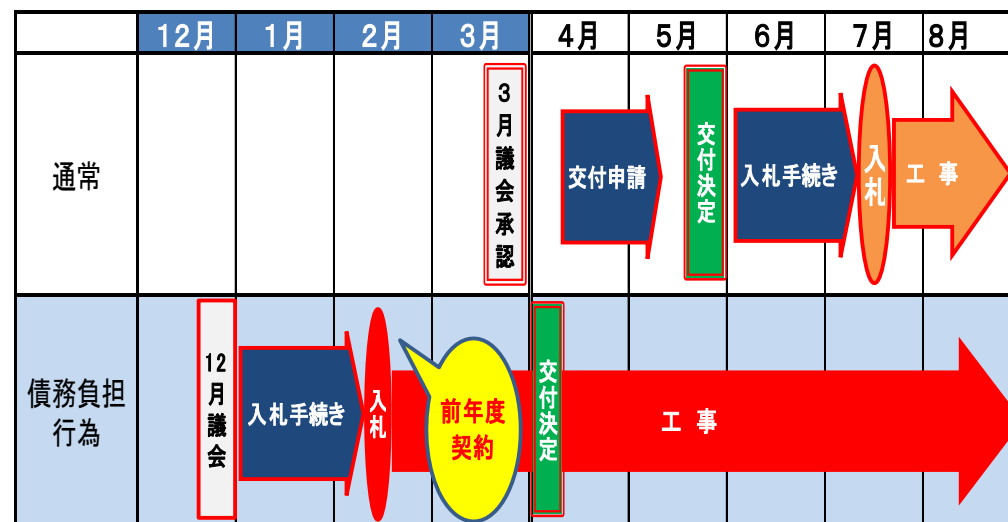 12月 1月 2月 3月 4月 5月 6月 7月 8月
通常
3月議会承認
交付申請
交付決定
入札手続き
入札
工事
債務負担
行為
12月議会
入札手続き
入札
前年度
契約
交付決定
工事